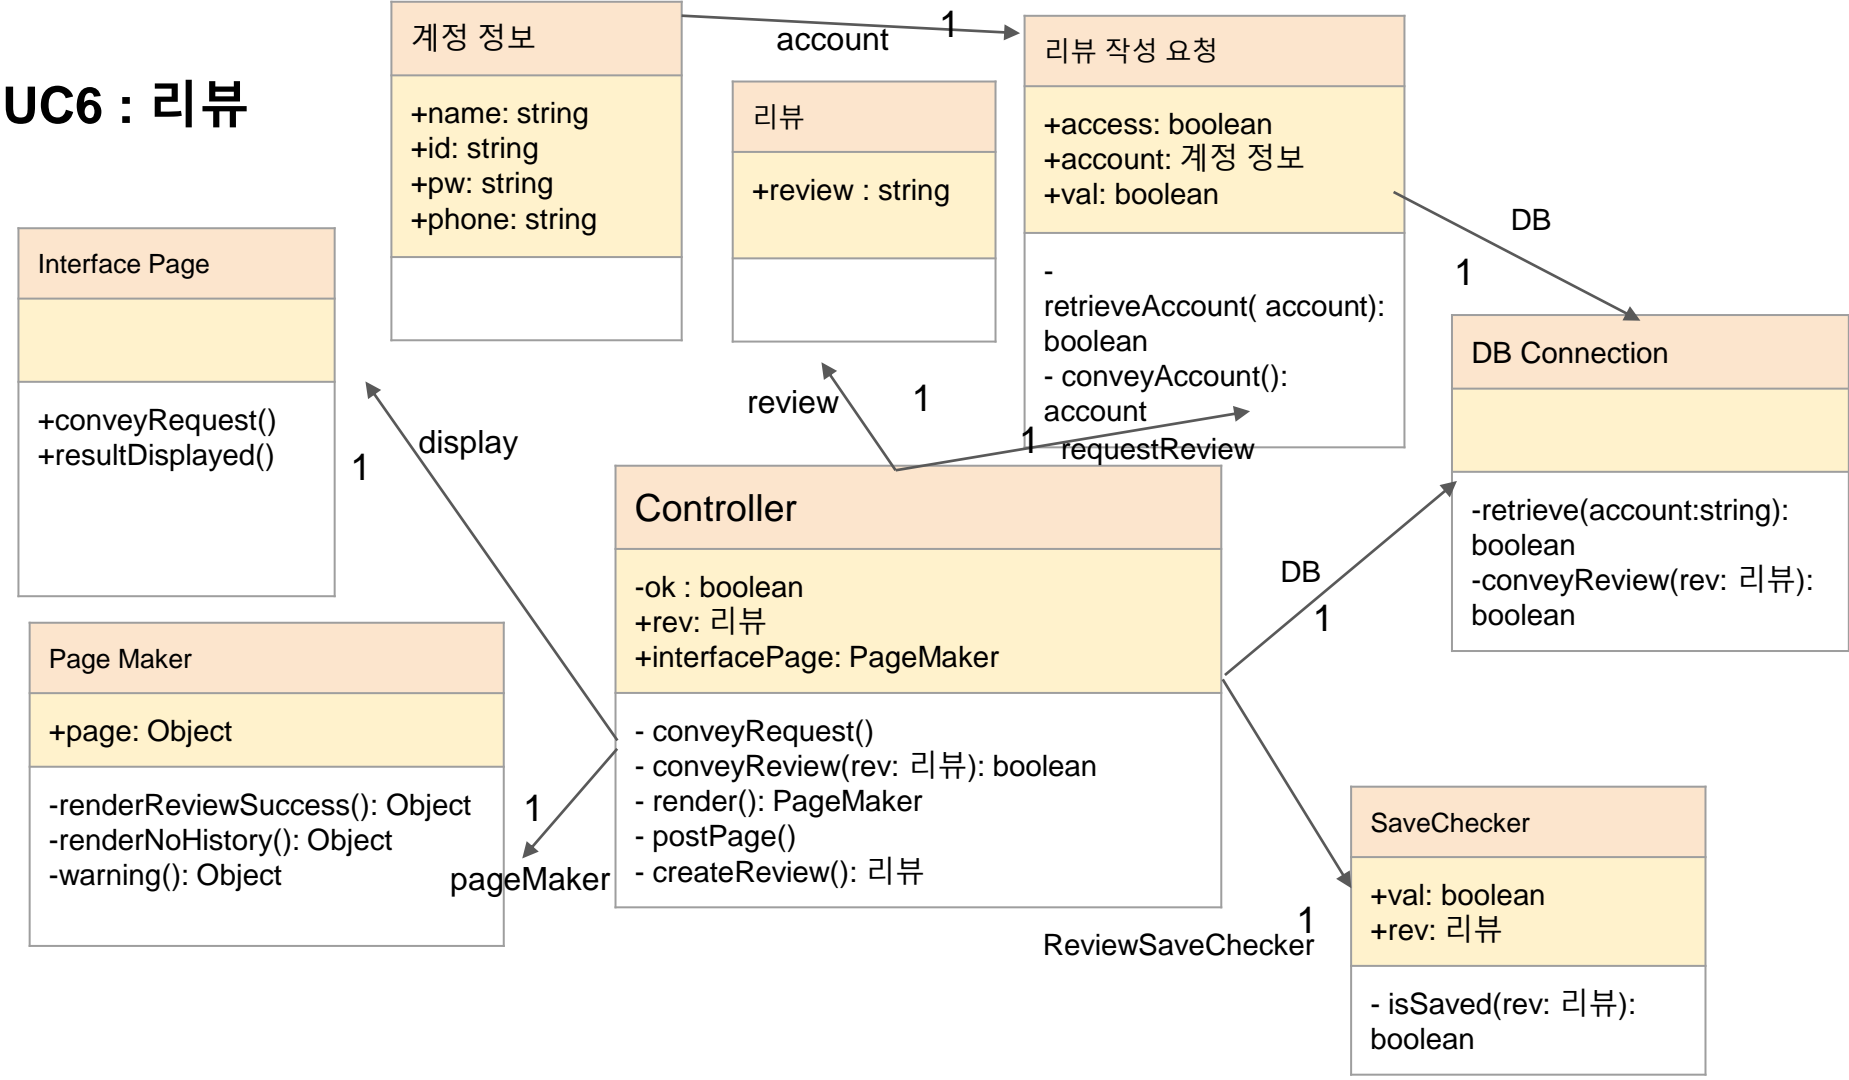 UC6 : 리뷰
계정 정보
+name: string
+id: string
+pw: string
+phone: string
account
1
리뷰
+review : string
리뷰 작성 요청
+access: boolean
+account: 계정 정보
+val: boolean
-
retrieveAccount( account):
boolean
- conveyAccount():
account
DB
1
Interface Page
+conveyRequest()
+resultDisplayed()
1
display
review
1
1
requestReview
DB Connection
-retrieve(account:string):
boolean
-conveyReview(rev: 리뷰):
boolean
Controller
-ok : boolean
+rev: 리뷰
+interfacePage: PageMaker
- conveyRequest()
- conveyReview(rev: 리뷰): boolean
- render(): PageMaker
- postPage()
- createReview(): 리뷰
DB
1
Page Maker
+page: Object
-renderReviewSuccess(): Object
-renderNoHistory(): Object
-warning(): Object
1
pageMaker
1
ReviewSaveChecker
SaveChecker
+val: boolean
+rev: 리뷰
- isSaved(rev: 리뷰):
boolean